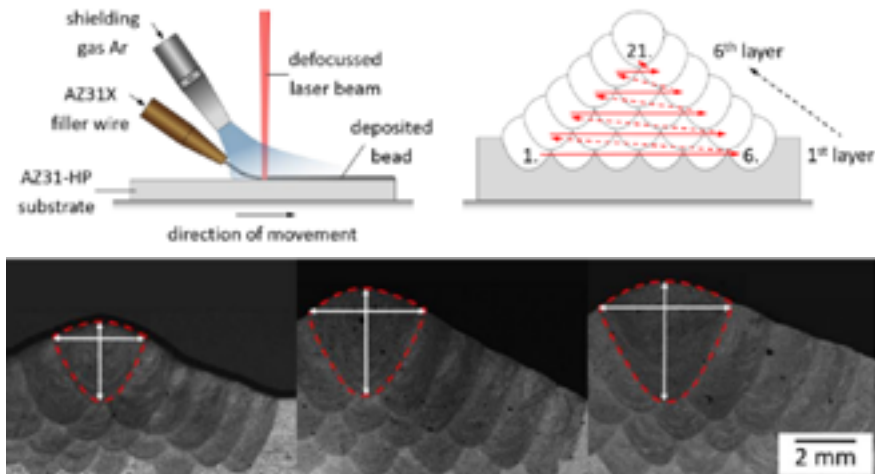 shielding
gas Ar
AZ31X
filler wire
AZ31-HP
substrate
defocussed
laser beam
deposited
bead
direction of movement
21.
6th layer
1.
6.
1st layer
2 mm